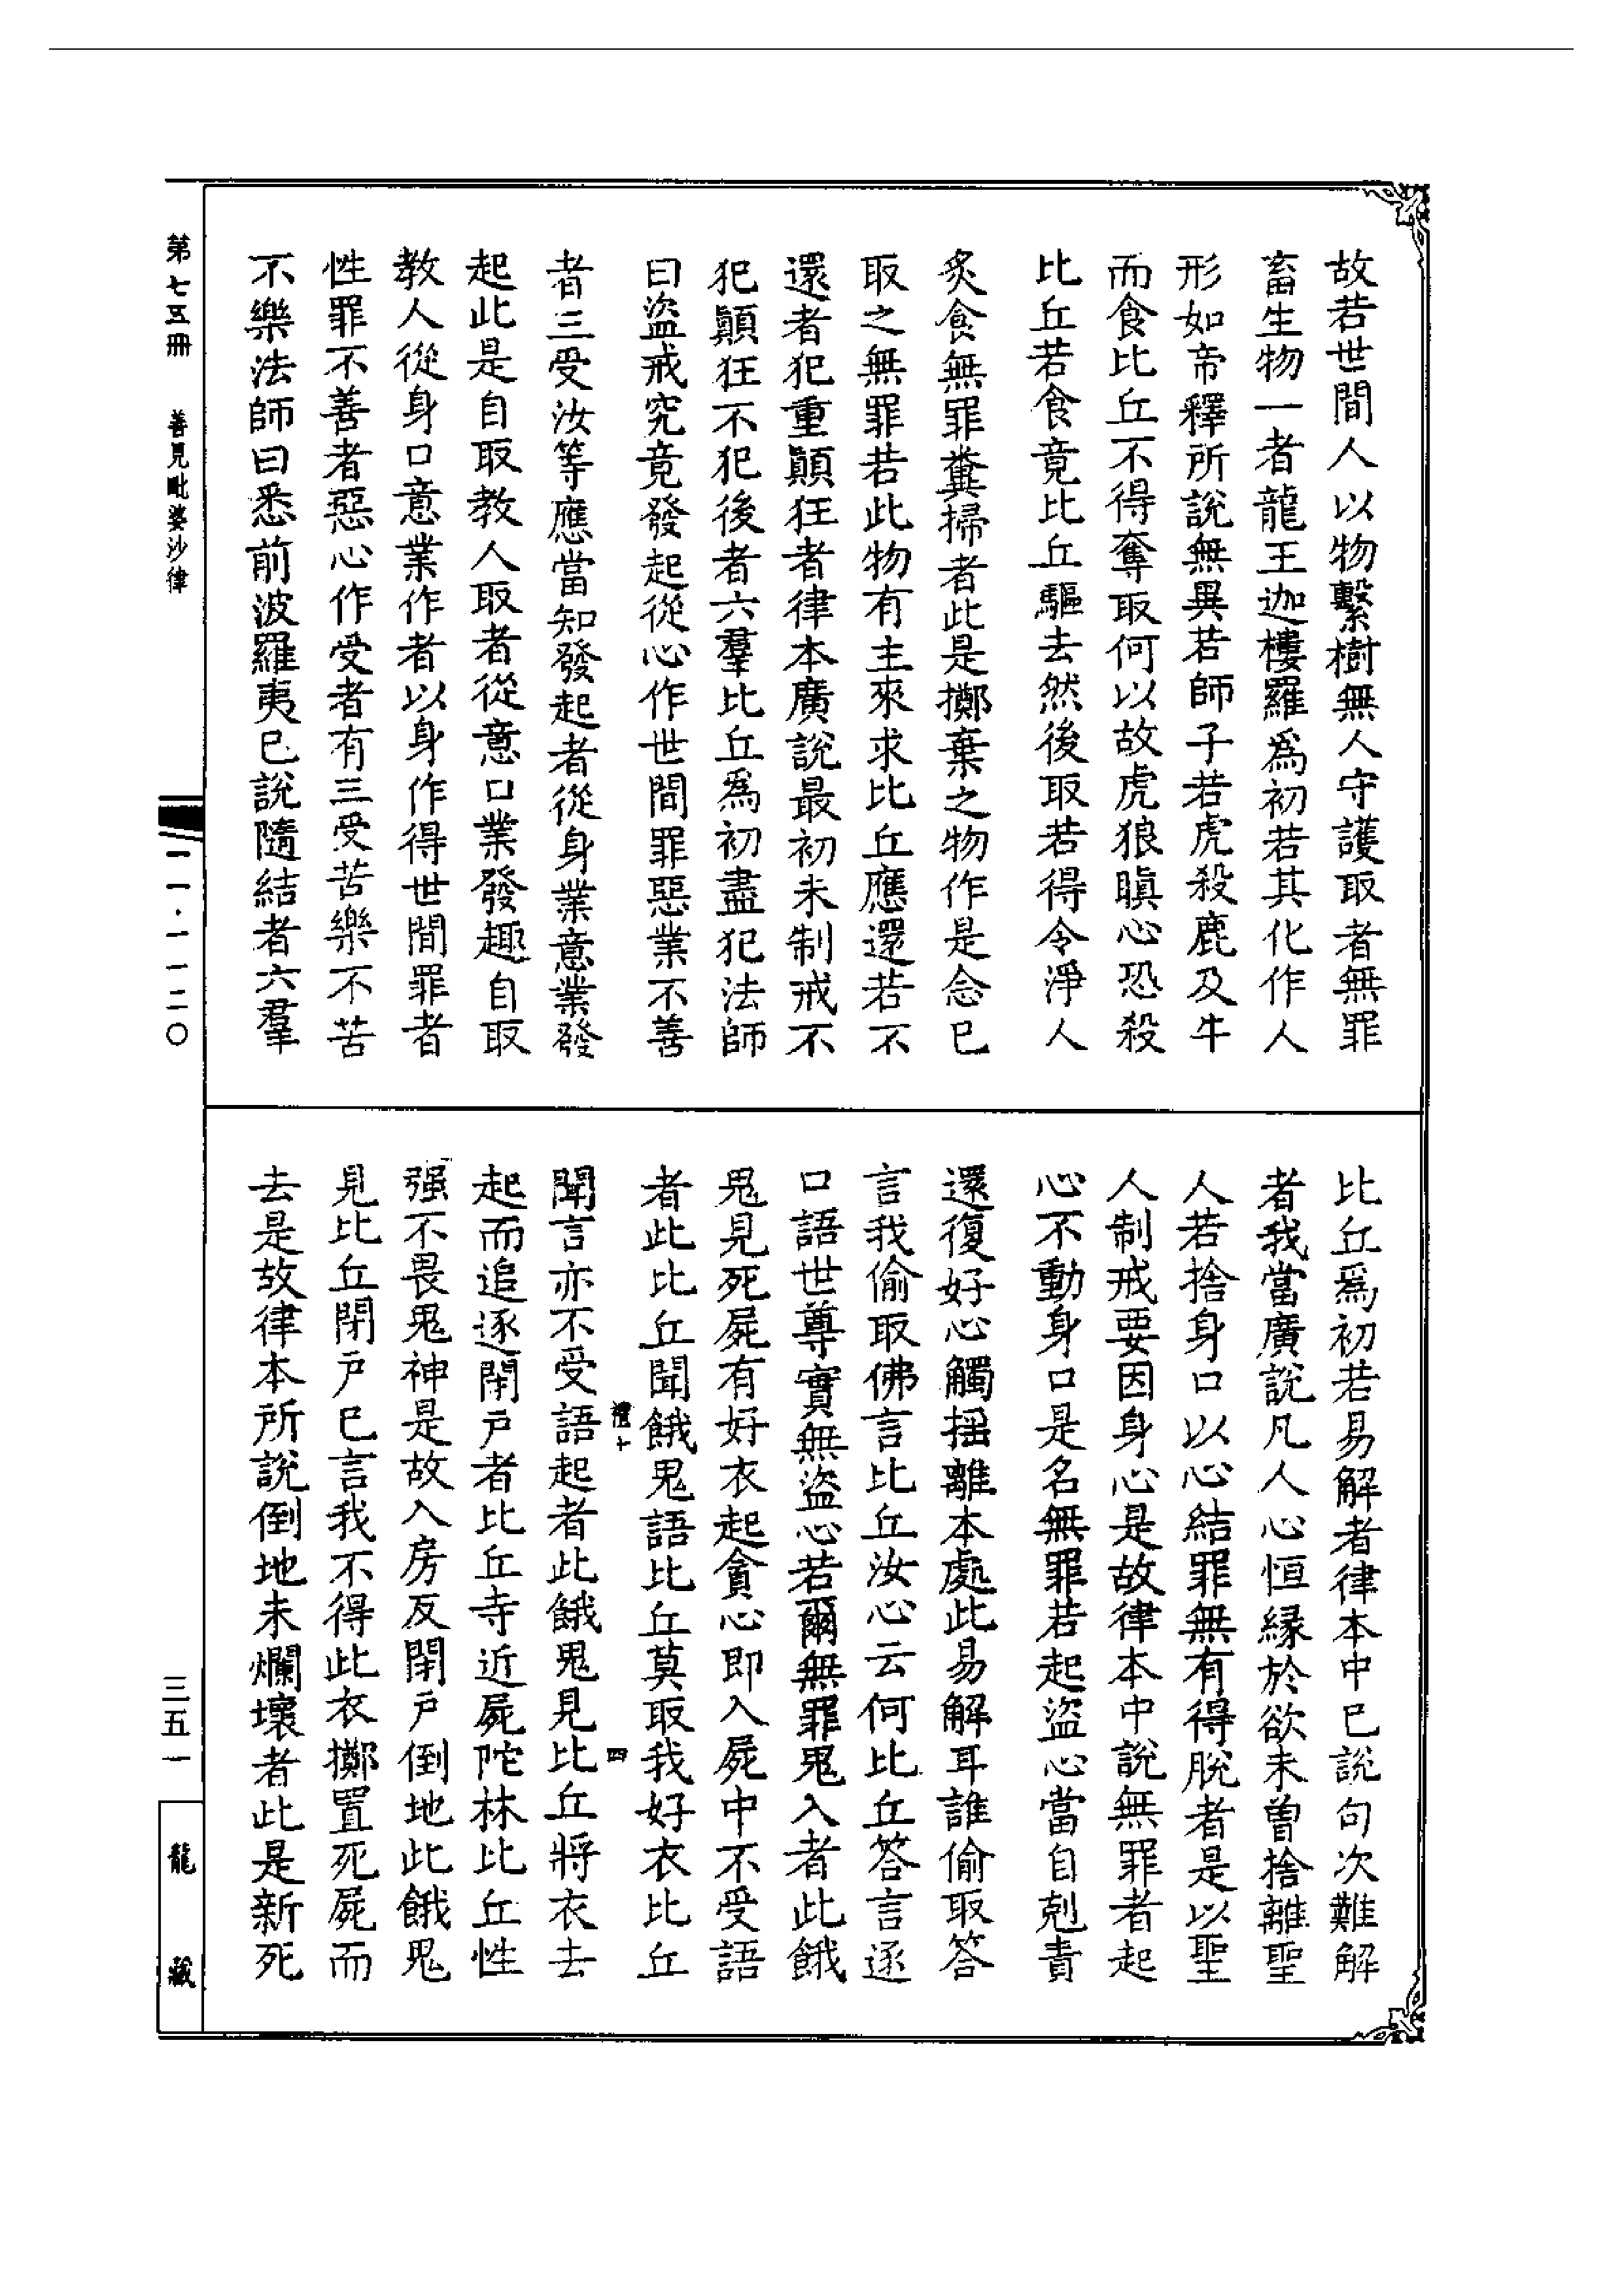 故若世間人以物繫樹無人守護取者無罪
畜生物一者龍王迦樓羅爲初若其化作人
形如帝釋所說無異若師子若虎殺鹿及牛
而食比丘不得奪取何以故虎狼瞋心恐殺
比丘若食竟比丘驅去然後取若得令淨人
炙食無罪糞掃者此是擲棄之物作是念已
取之無罪若此物有主來求比丘應還若不
還者犯重顛狂者律本廣說最初未制戒不
犯顛狂不犯後者六羣比丘爲初盡犯法師
曰盜戒究竟發起從心作世間罪惡業不善
者三受汝等應當知發起者從身業意業發
起此是自取教人取者從意口業發趣自取
教人從身口意業作者以身作得世間罪者
性罪不善者惡心作受者有三受苦樂不苦
不樂法師曰悉前波羅夷已說隨結者六羣
比丘爲初若易解者律本中已說句次難解
者我當廣說凡人心恒緣於欲未曾捨離聖
人若捨身口以心結罪無有得脫者是以聖
人制戒要因身心是故律本中說無罪者起
心不動身口是名無罪若起盜心當自剋責
還復好心觸搖離本處此易解耳誰偷取答
言我偷取佛言比丘汝心云何比丘答言逐
口語世尊實無盜心若爾無罪鬼入者此餓
鬼見死屍有好衣起貪心即入屍中不受語
者此比丘聞餓鬼語比丘莫取我好衣比丘
禮十 四
聞言亦不受語起者此餓鬼見比丘將衣去
起而追逐閉戶者比丘寺近屍陀林比丘性
强不畏鬼神是故入房反閉戶倒地此餓鬼
見比丘閉戶已言我不得此衣擲置死屍而
去是故律本所說倒地未爛壞者此是新死
第七五冊 善見毗婆沙律
一一·一一二〇
三五一
龍藏